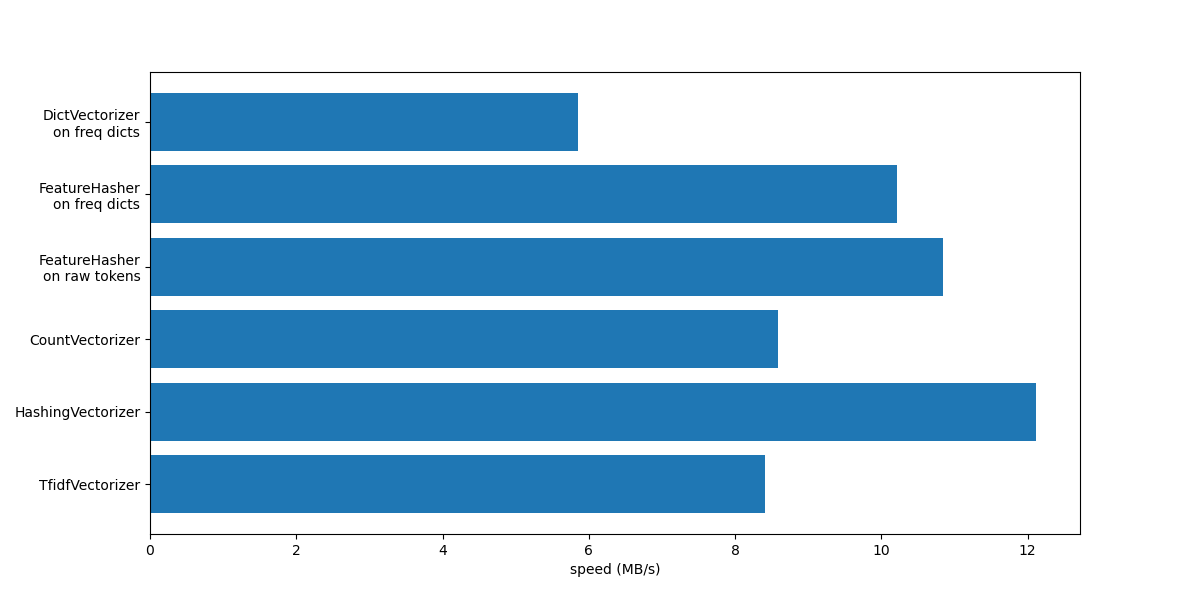 DictVectorizer
on freq dicts
FeatureHasher
on freq dicts
FeatureHasher
on raw tokens
CountVectorizer
HashingVectorizer
TfidfVectorizer
0 2 4 6 8 10 12
speed (MB/s)